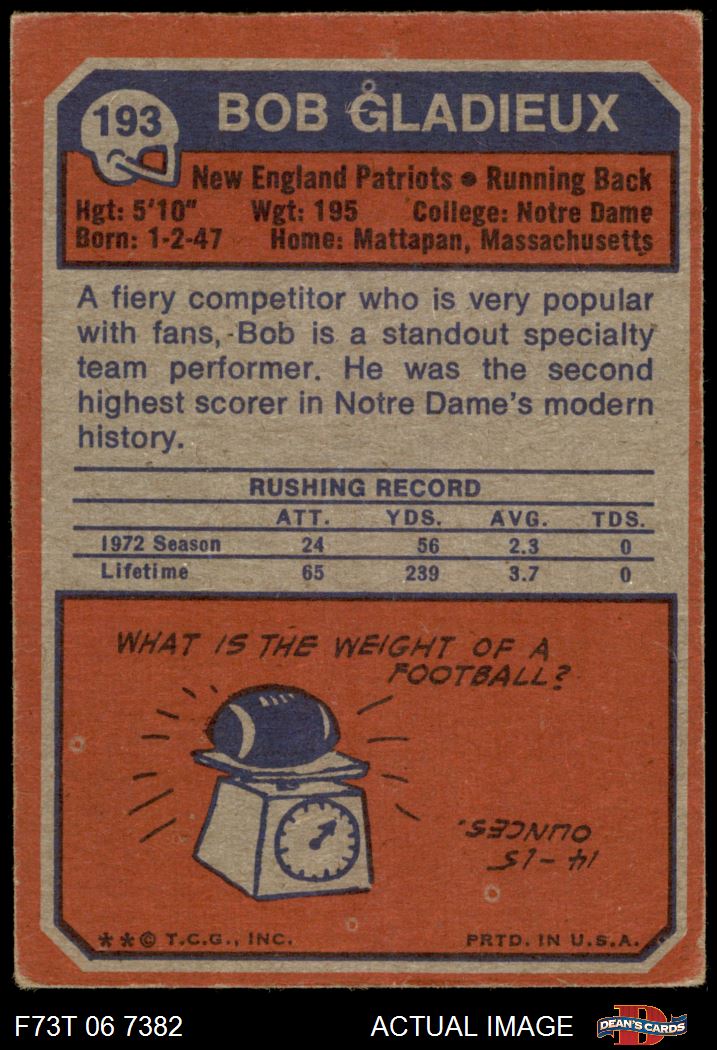 193
BOB GLADIEUX
New England Patriots • Running Back
Hgt: 5'10" Wgt: 195 College: Notre Dame
Born: 1-2-47 Home: Mattapan, Massachusetts
A fiery competitor who is very popular
with fans, Bob is a standout specialty
team performer. He was the second
highest scorer in Notre Dame's modern
history.
RUSHING RECORD
ATT. YDS. AVG. TDS.
1972 Season 24 56 2.3 0
Lifetime 65 239 3.7 0
WHAT IS THE WEIGHT OF A
FOOTBALL?
14-15
OUNCES.
**© T.C.G., INC. PRTD. IN U.S.A.
F73T 06 7382 ACTUAL IMAGE
D
DEAN'S CARDS